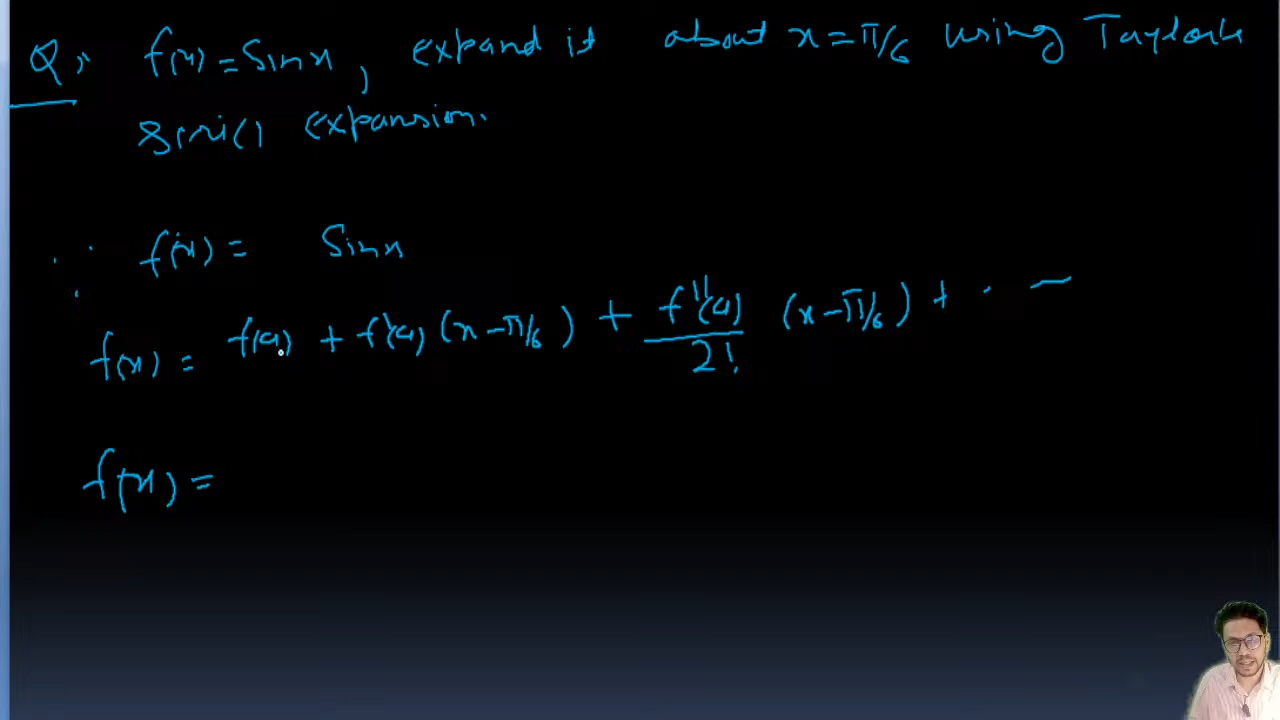 Q, f(x) = Sinx, expand it about x = π/6 using Taylor's
series expansion.
∵ f(x) = Sinx
f(x) = f(a) + f'(a) (x - π/6) + f''(a)/2! (x - π/6) + . —
f(x) =